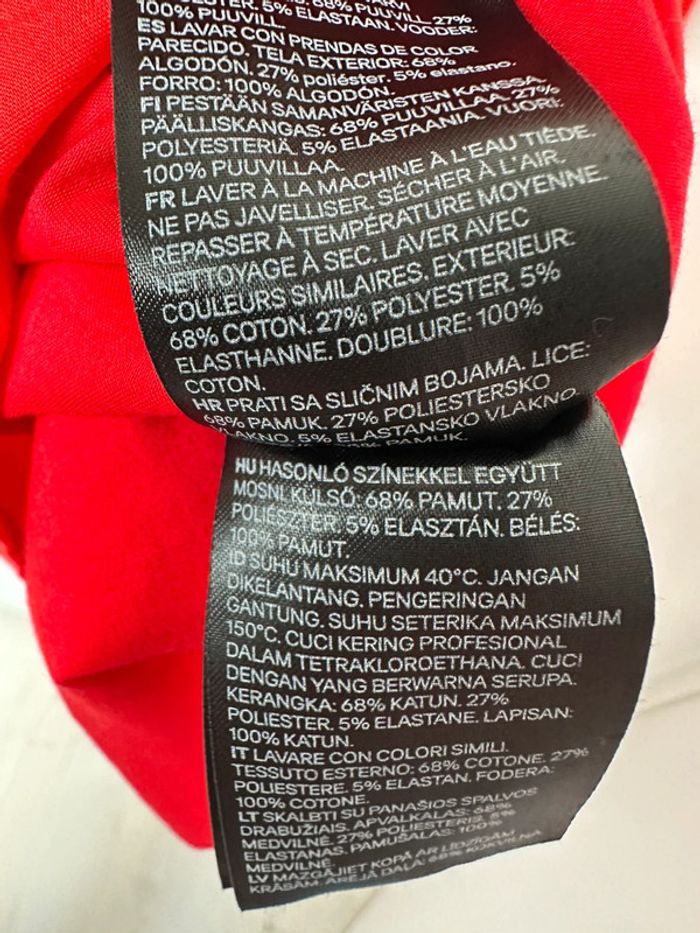 68% PUUVILL. 27%
5% ELASTAAN. VOODER:
100% PUUVILL.
ES LAVAR CON PRENDAS DE COLOR
PARECIDO. TELA EXTERIOR: 68%
ALGODÓN. 27% poliéster. 5% elastano.
FORRO: 100% ALGODÓN.
FI PESTÄÄN SAMANVÄRISTEN KANSSA.
PÄÄLLISKANGAS: 68% PUUVILLAA. 27%
POLYESTERIÄ. 5% ELASTAANIA. VUORI:
100% PUUVILLAA.
FR LAVER À LA MACHINE À L'EAU TIÈDE.
NE PAS JAVELLISER. SÉCHER À L'AIR.
REPASSER À TEMPÉRATURE MOYENNE.
NETTOYAGE À SEC. LAVER AVEC
COULEURS SIMILAIRES. EXTERIEUR:
68% COTON. 27% POLYESTER. 5%
ELASTHANNE. DOUBLURE: 100%
COTON.
HR PRATI SA SLIČNIM BOJAMA. LICE:
68% PAMUK. 27% POLIESTERSKO
VLAKNO. 5% ELASTANSKO VLAKNO.
PAMUK.
HU HASONLÓ SZÍNEKKEL EGYÜTT
MOSNI. KÜLSŐ: 68% PAMUT. 27%
POLIÉSZTER. 5% ELASZTÁN. BÉLÉS:
100% PAMUT.
ID SUHU MAKSIMUM 40°C. JANGAN
DIKELANTANG. PENGERINGAN
GANTUNG. SUHU SETERIKA MAKSIMUM
150°C. CUCI KERING PROFESIONAL
DALAM TETRAKLOROETHANA. CUCI
DENGAN YANG BERWARNA SERUPA.
KERANGKA: 68% KATUN. 27%
POLIESTER. 5% ELASTANE. LAPISAN:
100% KATUN.
IT LAVARE CON COLORI SIMILI.
TESSUTO ESTERNO: 68% COTONE. 27%
POLIESTERE. 5% ELASTAN. FODERA:
100% COTONE.
LT SKALBTI SU PANAŠIOS SPALVOS
DRABUŽIAIS. APVALKALAS: 68%
MEDVILNĖ. 27% POLIESTERIS. 5%
ELASTANAS. PAMUŠALAS: 100%
MEDVILNĖ.
LV MAZGĀJIET KOPĀ AR LĪDZĪGĀM
KRĀSĀM. ĀRĒJĀ DAĻA: 68% KOKVILNA